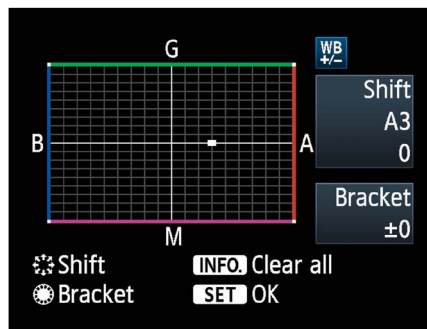 G
WB
+/-
Shift
A3
0
B
A
Bracket
±0
M
Shift
INFO. Clear all
Bracket
SET OK